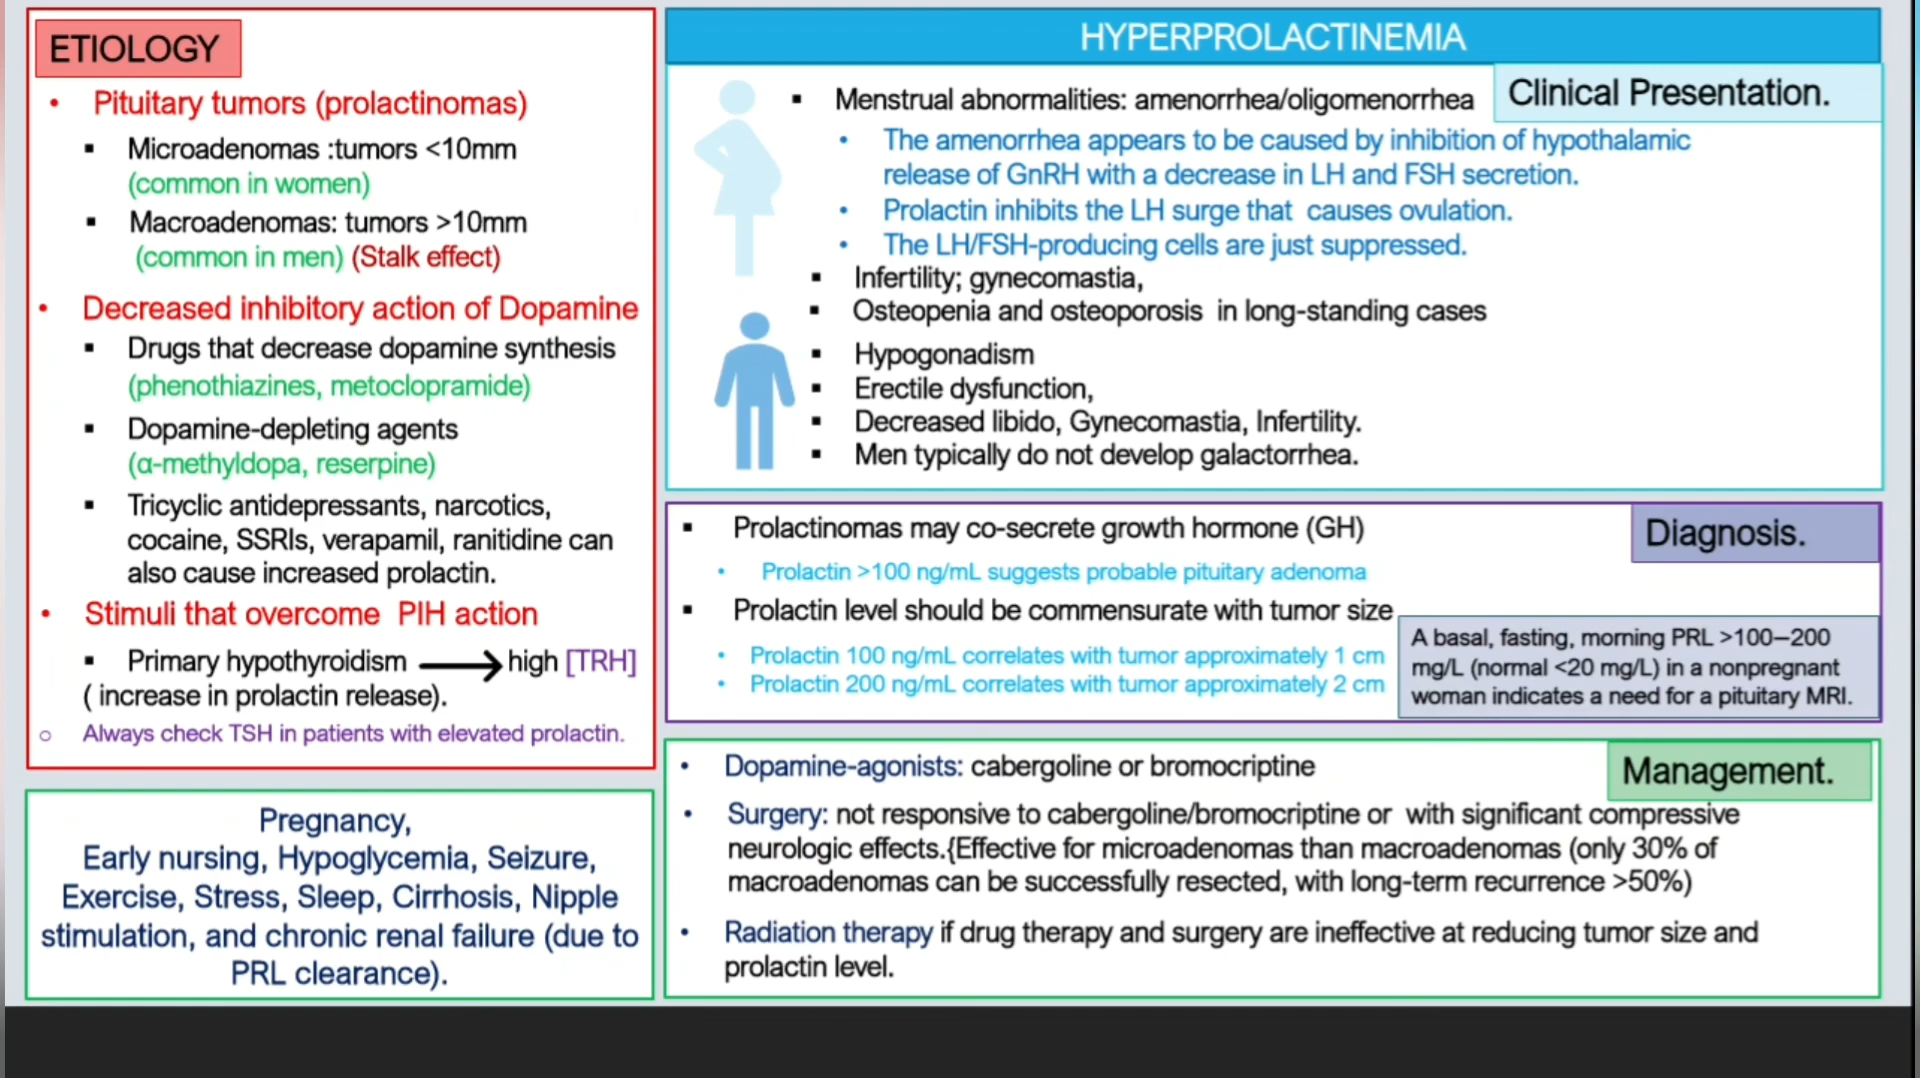 ETIOLOGY
• Pituitary tumors (prolactinomas)
▪ Microadenomas :tumors <10mm
(common in women)
▪ Macroadenomas: tumors >10mm
(common in men) (Stalk effect)
• Decreased inhibitory action of Dopamine
▪ Drugs that decrease dopamine synthesis
(phenothiazines, metoclopramide)
▪ Dopamine-depleting agents
(α-methyldopa, reserpine)
▪ Tricyclic antidepressants, narcotics,
cocaine, SSRIs, verapamil, ranitidine can
also cause increased prolactin.
• Stimuli that overcome PIH action
▪ Primary hypothyroidism → high [TRH]
( increase in prolactin release).
○ Always check TSH in patients with elevated prolactin.
Pregnancy,
Early nursing, Hypoglycemia, Seizure,
Exercise, Stress, Sleep, Cirrhosis, Nipple
stimulation, and chronic renal failure (due to
PRL clearance).
HYPERPROLACTINEMIA
Clinical Presentation.
▪ Menstrual abnormalities: amenorrhea/oligomenorrhea
• The amenorrhea appears to be caused by inhibition of hypothalamic
release of GnRH with a decrease in LH and FSH secretion.
• Prolactin inhibits the LH surge that causes ovulation.
• The LH/FSH-producing cells are just suppressed.
▪ Infertility; gynecomastia,
▪ Osteopenia and osteoporosis in long-standing cases
▪ Hypogonadism
▪ Erectile dysfunction,
▪ Decreased libido, Gynecomastia, Infertility.
▪ Men typically do not develop galactorrhea.
Diagnosis.
▪ Prolactinomas may co-secrete growth hormone (GH)
• Prolactin >100 ng/mL suggests probable pituitary adenoma
▪ Prolactin level should be commensurate with tumor size
• Prolactin 100 ng/mL correlates with tumor approximately 1 cm
• Prolactin 200 ng/mL correlates with tumor approximately 2 cm
A basal, fasting, morning PRL >100–200
mg/L (normal <20 mg/L) in a nonpregnant
woman indicates a need for a pituitary MRI.
Management.
• Dopamine-agonists: cabergoline or bromocriptine
• Surgery: not responsive to cabergoline/bromocriptine or with significant compressive
neurologic effects.{Effective for microadenomas than macroadenomas (only 30% of
macroadenomas can be successfully resected, with long-term recurrence >50%)
• Radiation therapy if drug therapy and surgery are ineffective at reducing tumor size and
prolactin level.